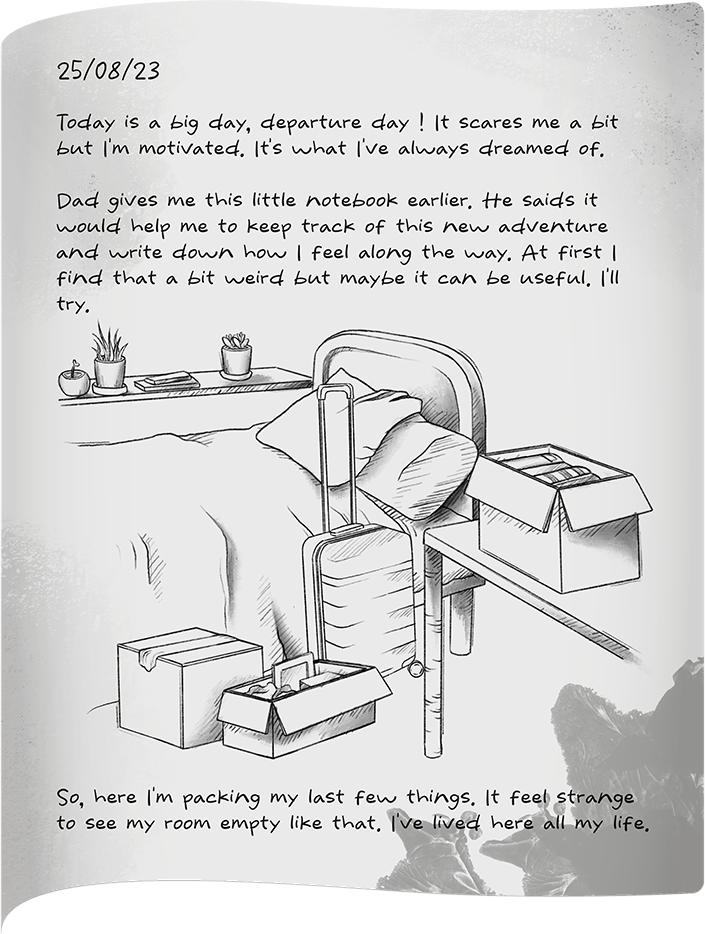 25/08/23
Today is a big day, departure day ! It scares me a bit
but I'm motivated. It's what I've always dreamed of.
Dad gives me this little notebook earlier. He saids it
would help me to keep track of this new adventure
and write down how I feel along the way. At first I
find that a bit weird but maybe it can be useful. I'll
try.
So, here I'm packing my last few things. It feel strange
to see my room empty like that. I've lived here all my life.